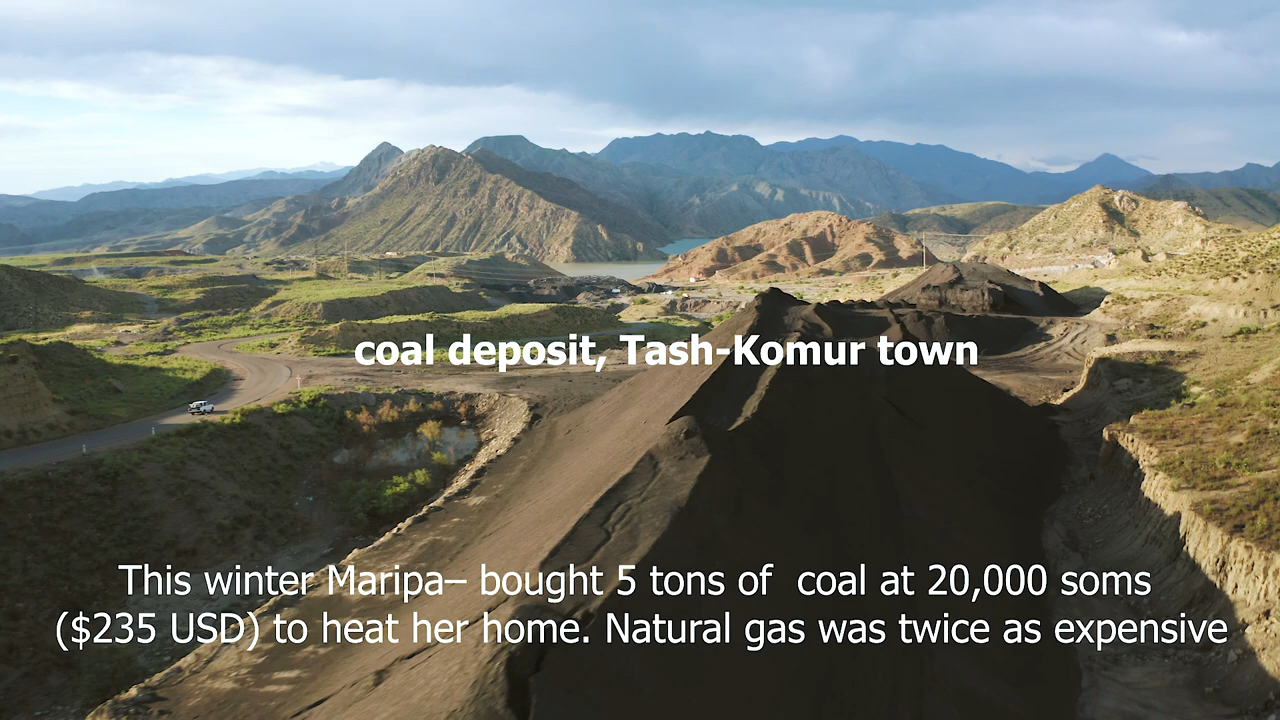 coal deposit, Tash-Komur town
This winter Maripa– bought 5 tons of  coal at 20,000 soms
($235 USD) to heat her home. Natural gas was twice as expensive